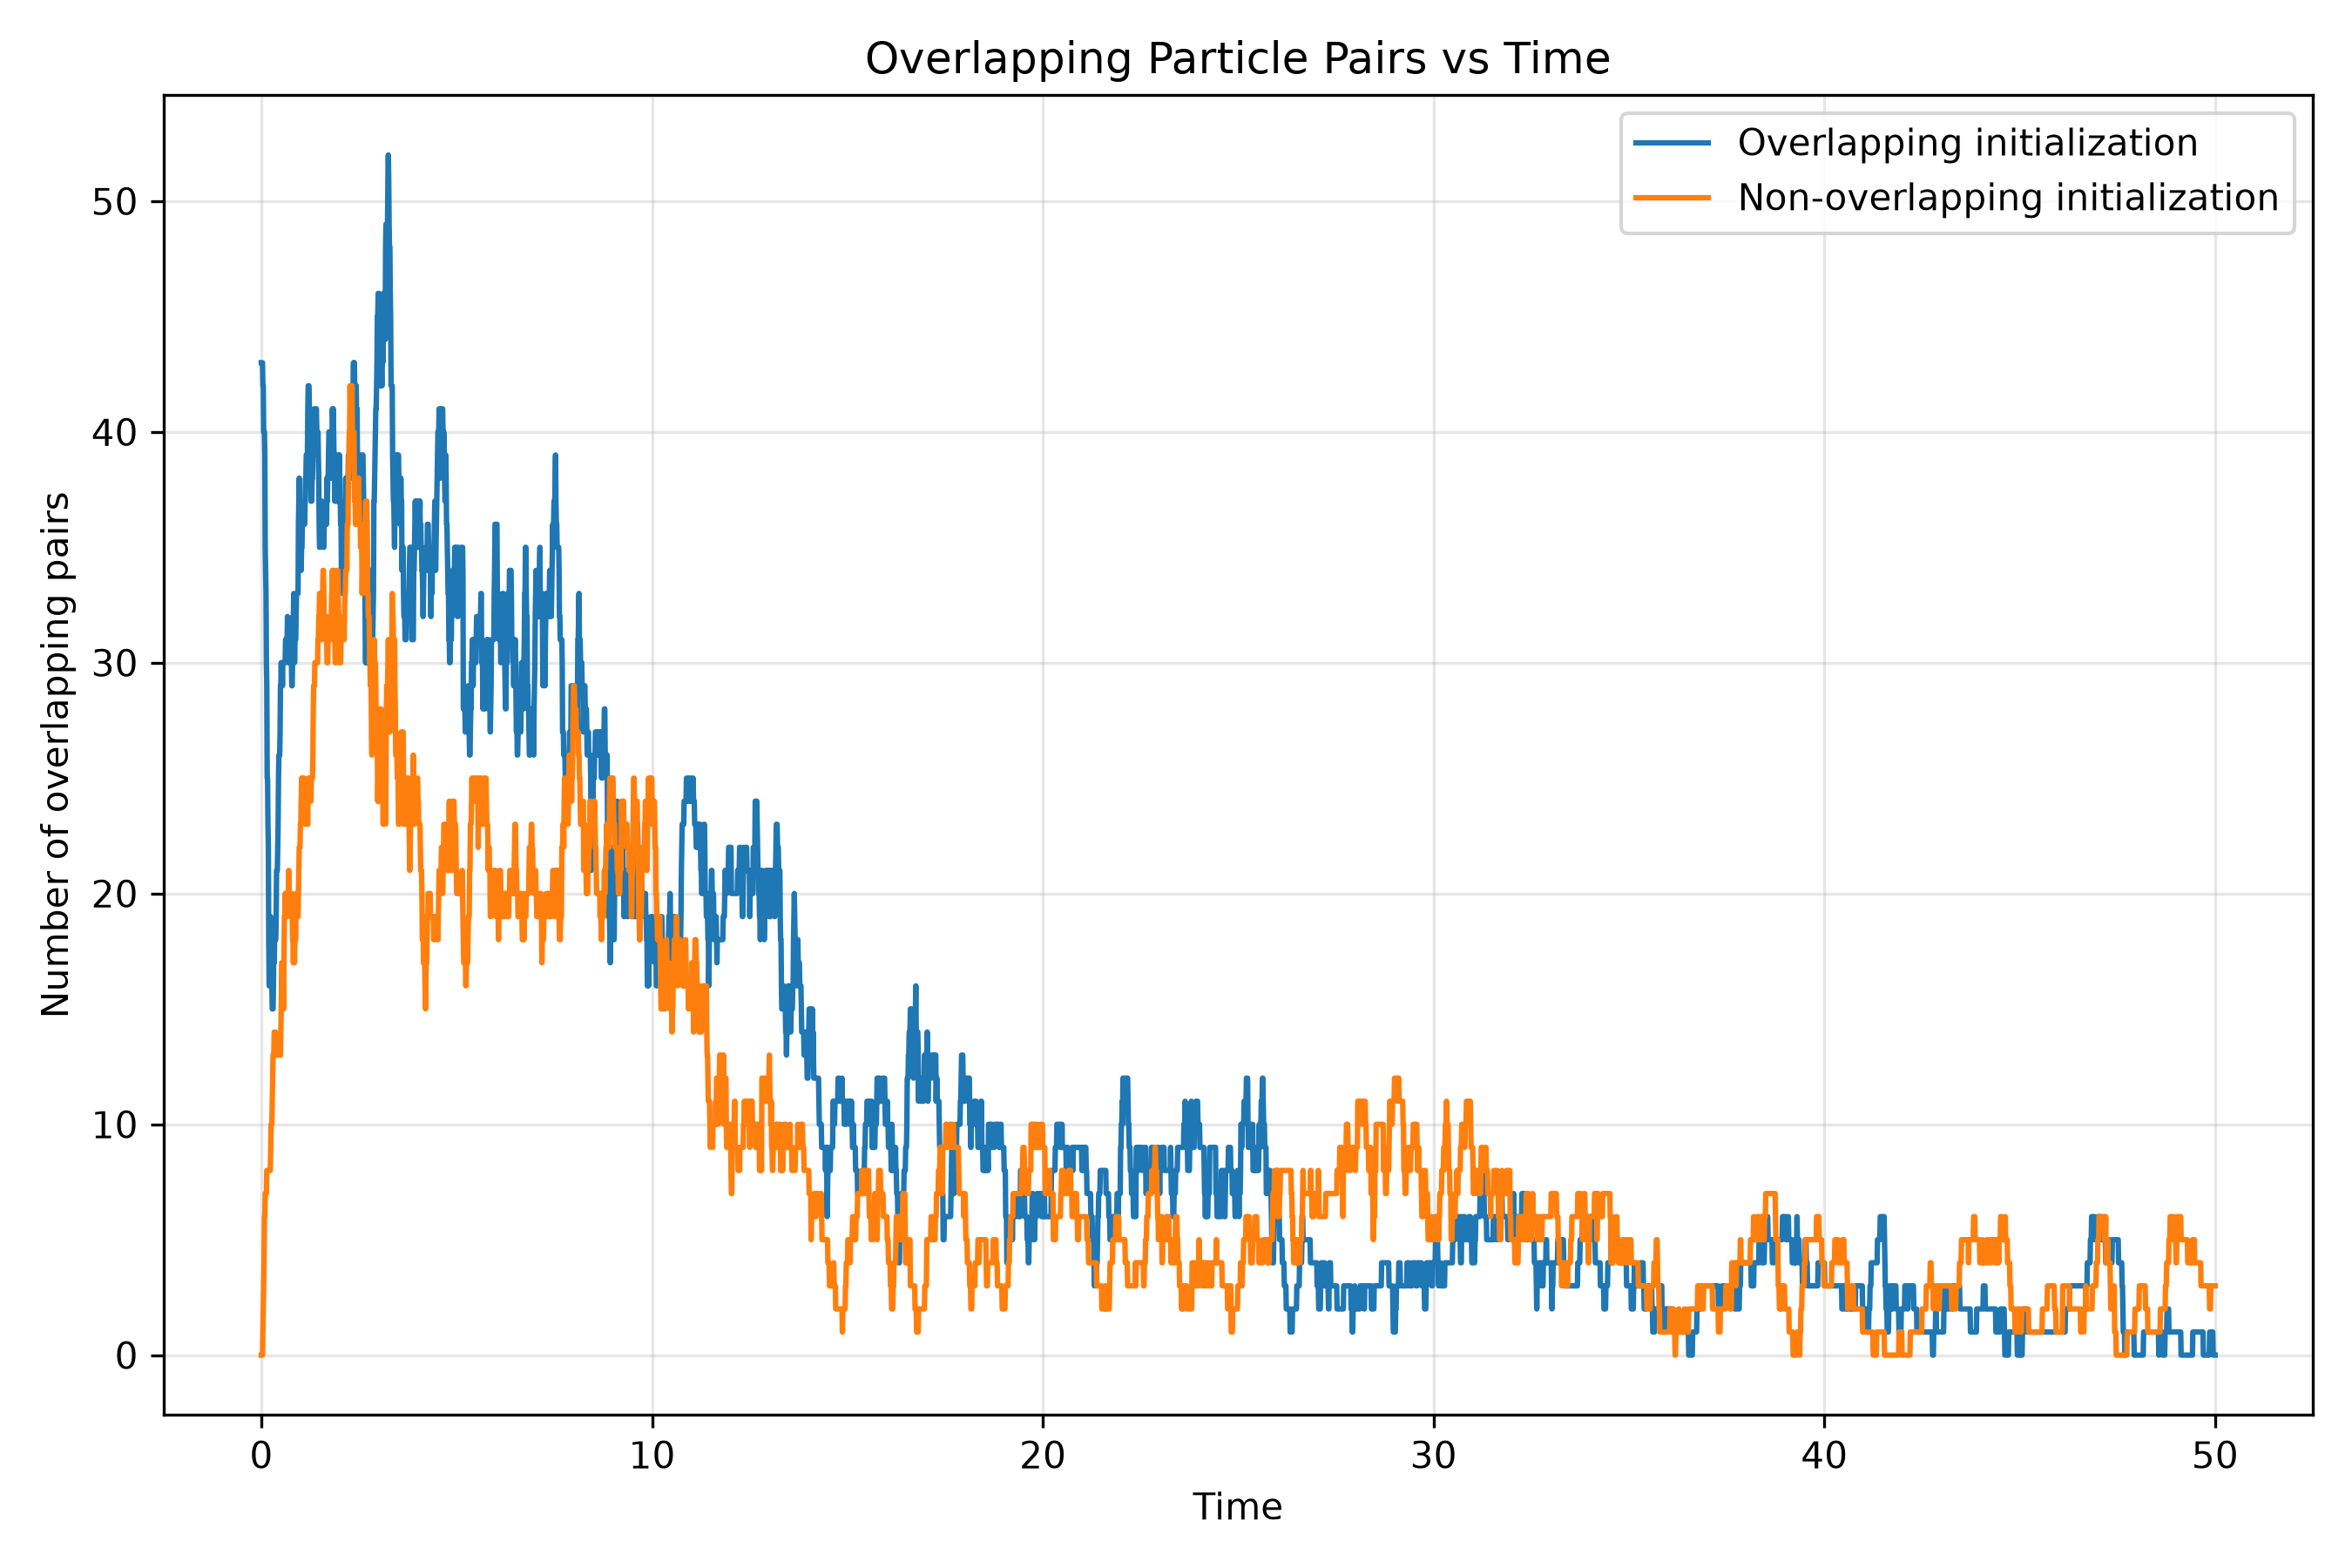 Overlapping Particle Pairs vs Time
Overlapping initialization
Non-overlapping initialization
Number of overlapping pairs
50
40
30
20
10
0
0 10 20 30 40 50
Time